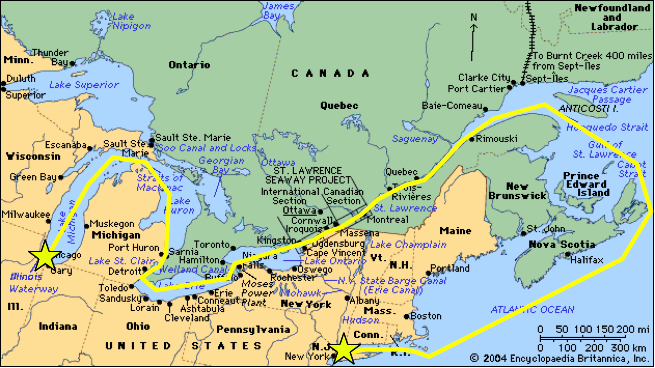 Newfoundland
and
Labrador
James
Bay
Lake
Nipigon
N
Thunder
Bay
Ontario
To Burnt Creek 400 miles
from Sept-Îles
Minn.
CANADA
Clarke City
Port Cartier
Sept-Îles
Duluth
Superior
Lake Superior
Jacques Cartier
Passage
Quebec
Baie-Comeau
ANTICOSTI I.
Honguedo Strait
Sault Ste. Marie
Soo Canal and Locks
Sault Ste.
Marie
Escanaba
Saguenay
Rimouski
Gulf of
St. Lawrence
Cabot
Strait
Wisconsin
Georgian
Bay
Ottawa
Quebec
Green Bay
Straits of
Mackinac
ST. LAWRENCE
SEAWAY PROJECT
International Canadian
Section Section
Trois-
Rivières
New
Brunswick
Prince
Edward
Island
Lake
Huron
Ottawa
St. Lawrence
Milwaukee
Lake
Michigan
Muskegon
Cornwall
Iroquois
Montreal
Massena
Michigan
Toronto
Kingston
Ogdensburg
Cape Vincent
Lake Champlain
Maine
St. John
Nova Scotia
Port Huron
Sarnia
Hamilton
Lake Ontario
Halifax
Chicago
Gary
Lake St. Clair
Welland Canal
Niagara
Falls
Oswego
Vt.
N.H.
Illinois
Waterway
Detroit
Buffalo
Rochester
N.Y. State Barge Canal
(Erie Canal)
Portland
Toledo
Lake Erie
Erie
Moses
Power
Plant
Mohawk
Sandusky
Conneaut
Albany
Ill.
Lorain
Ashtabula
New York
Mass.
Boston
ATLANTIC OCEAN
Cleveland
Hudson
Indiana
Ohio
Pennsylvania
Conn.
0 50 100 150 200 mi
UNITED STATES
N.J.
New York
R.I.
0 100 200 300 km
© 2004 Encyclopaedia Britannica, Inc.